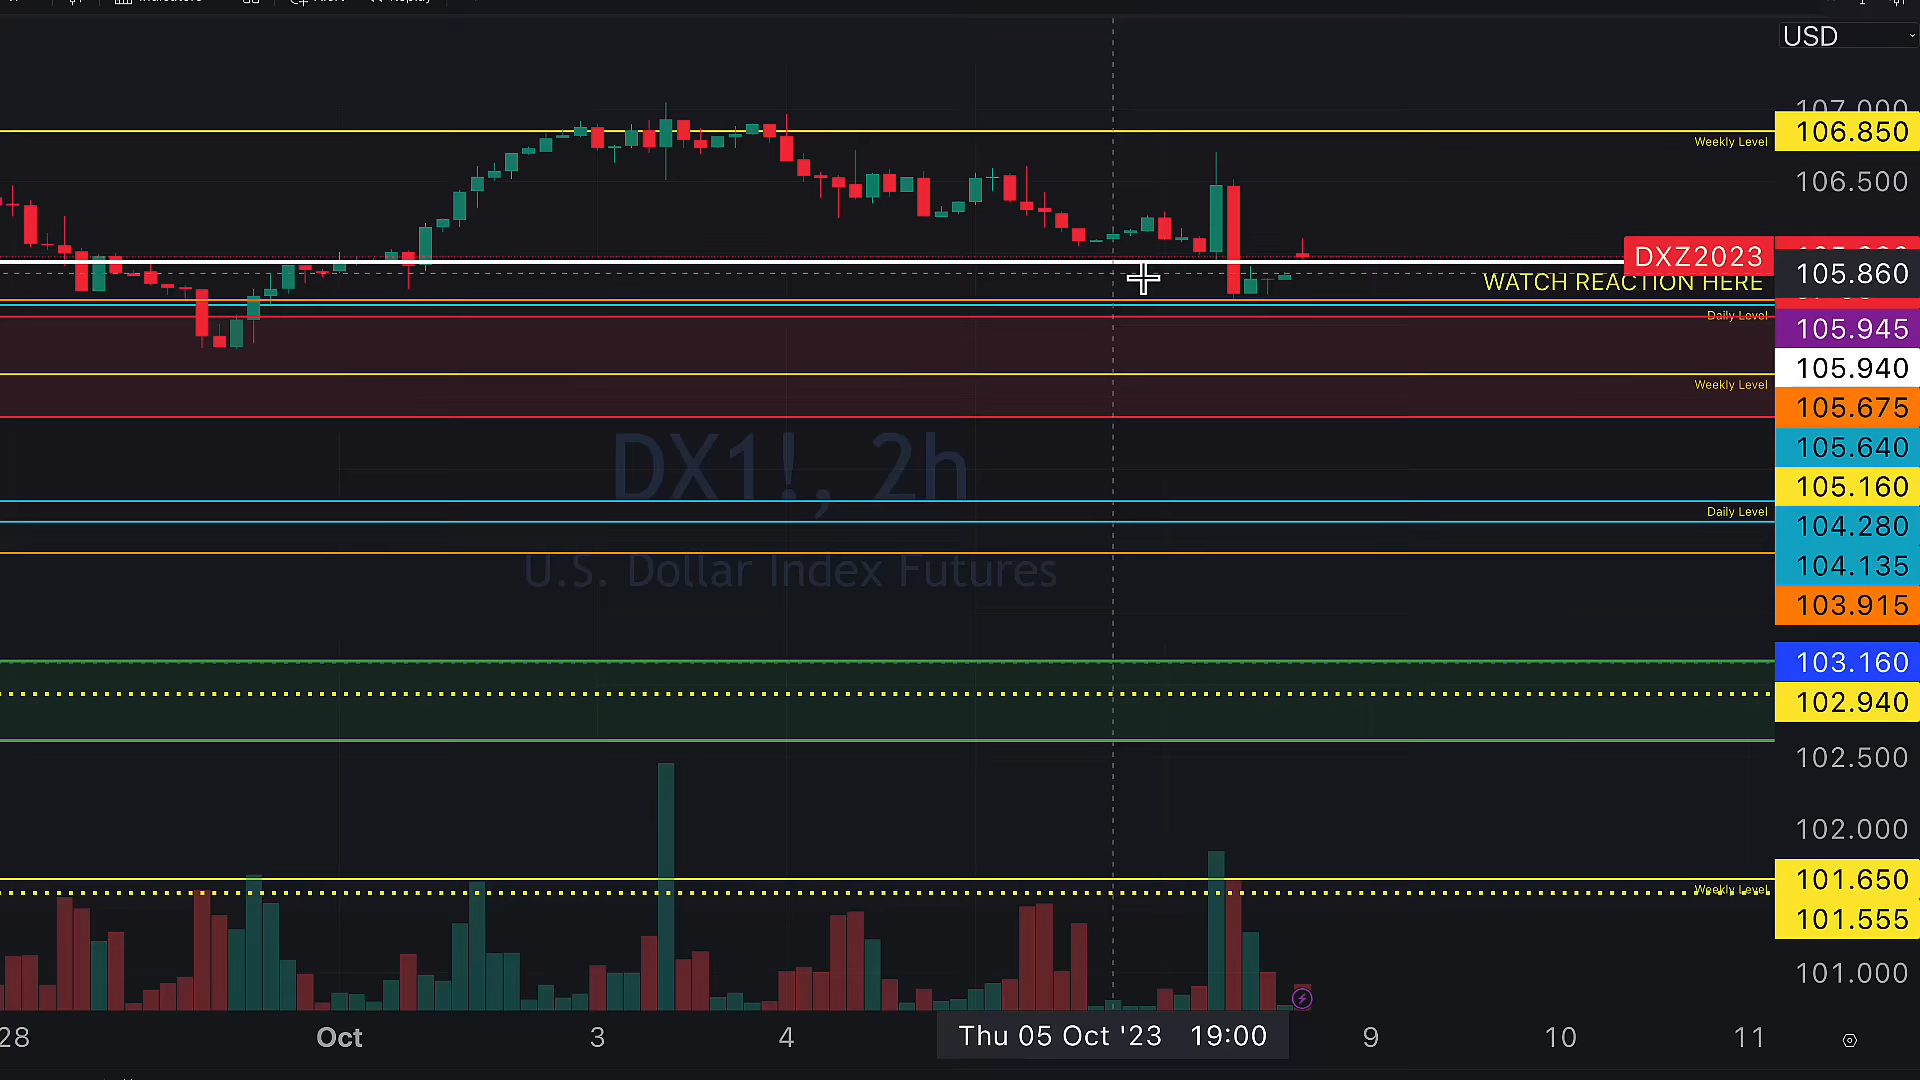 USD
107.000
106.850
Weekly Level
106.500
DXZ2023
105.860
WATCH REACTION HERE
Daily Level
105.945
105.940
Weekly Level
105.675
105.640
105.160
DX1!, 2h
Daily Level
104.280
104.135
U.S. Dollar Index Futures
103.915
103.160
102.940
102.500
102.000
101.650
Weekly Level
101.555
101.000
28 Oct 3 4 Thu 05 Oct '23 19:00 9 10 11